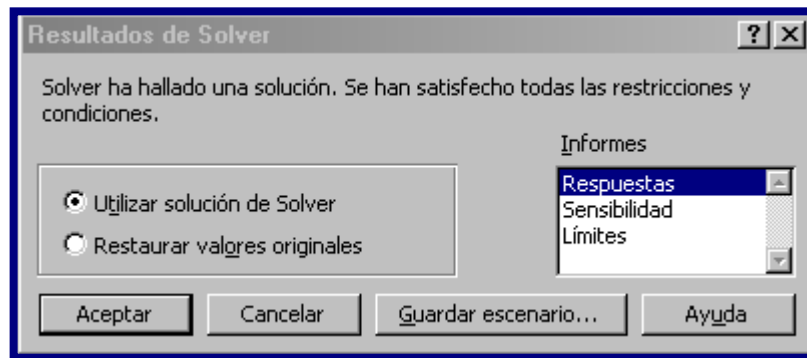 Resultados de Solver
Solver ha hallado una solución. Se han satisfecho todas las restricciones y
condiciones.
Informes
Utilizar solución de Solver
Restaurar valores originales
Respuestas
Sensibilidad
Límites
Aceptar
Cancelar
Guardar escenario...
Ayuda